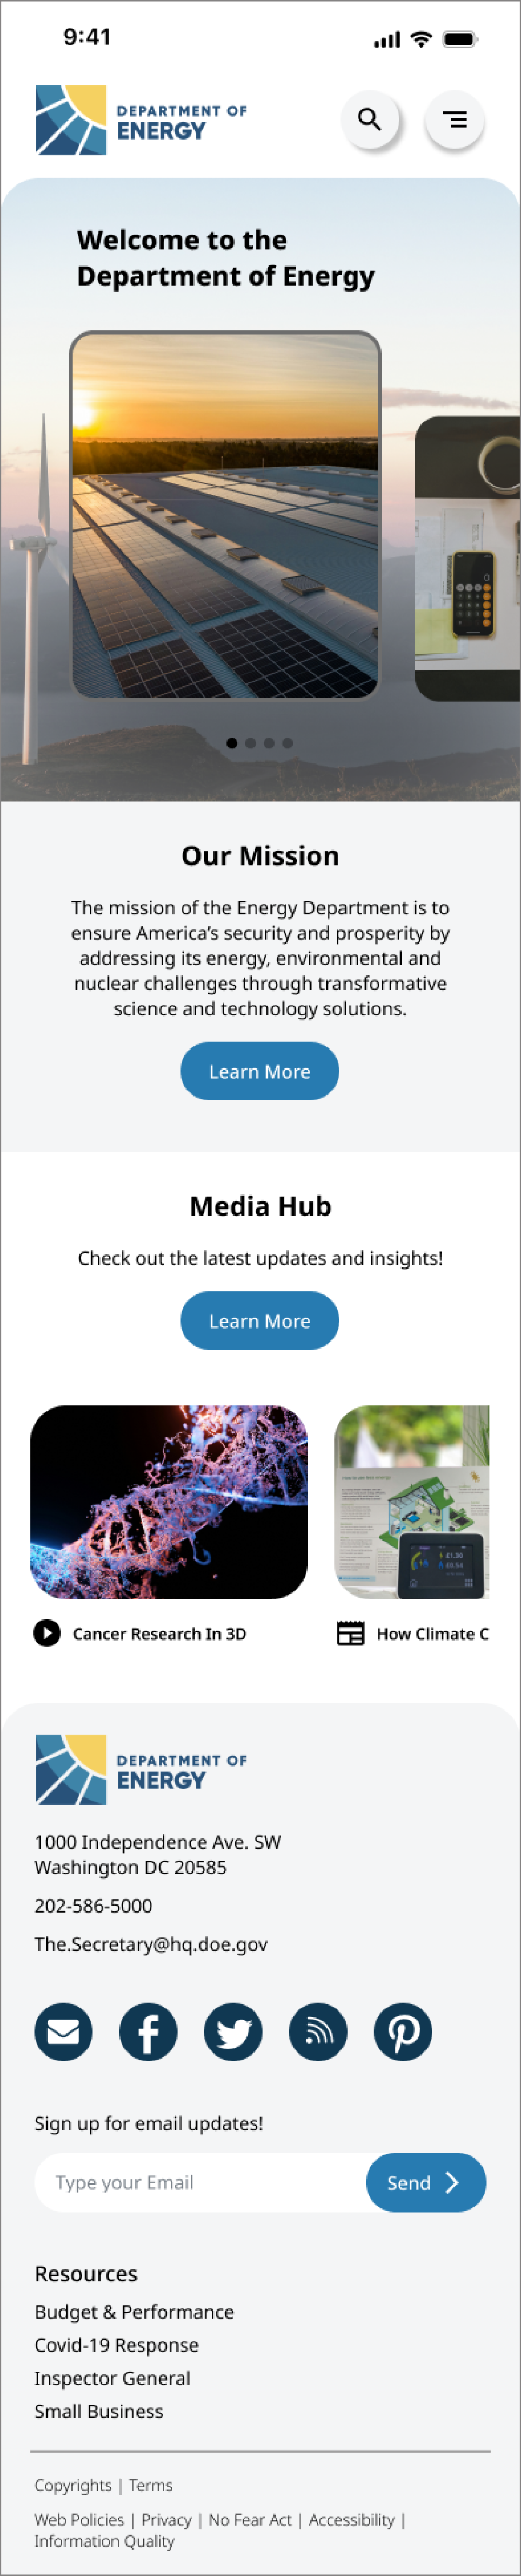 9:41
DEPARTMENT OF
ENERGY
Welcome to the
Department of Energy
Our Mission
The mission of the Energy Department is to
ensure America's security and prosperity by
addressing its energy, environmental and
nuclear challenges through transformative
science and technology solutions.
Learn More
Media Hub
Check out the latest updates and insights!
Learn More
£1.30
Cancer Research In 3D
How Climate C
DEPARTMENT OF
ENERGY
1000 Independence Ave. SW
Washington DC 20585
202-586-5000
The.Secretary@hq.doe.gov
Sign up for email updates!
Type your Email
Send
Resources
Budget & Performance
Covid-19 Response
Inspector General
Small Business
Copyrights | Terms
Web Policies | Privacy | No Fear Act | Accessibility |
Information Quality